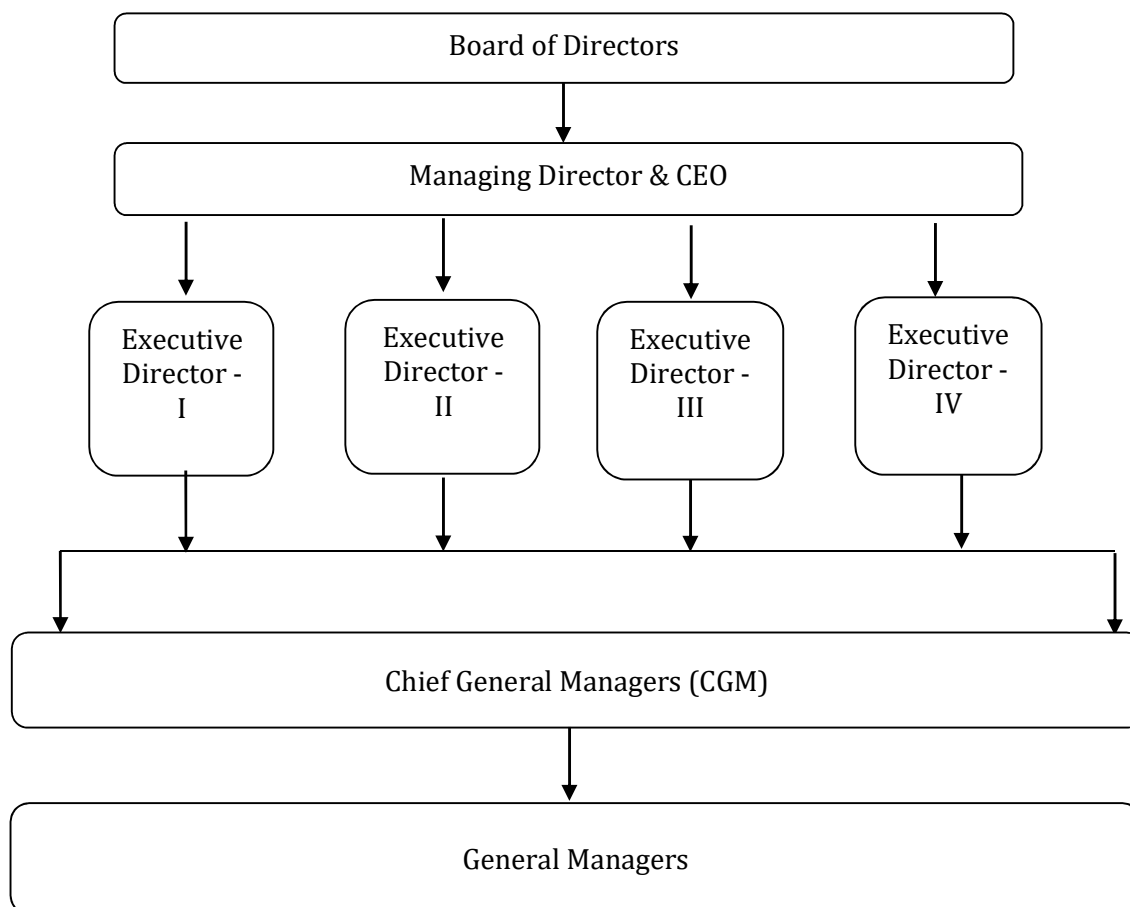 Board of Directors
Managing Director & CEO
Executive
Director -
I
Executive
Director -
II
Executive
Director -
III
Executive
Director -
IV
Chief General Managers (CGM)
General Managers